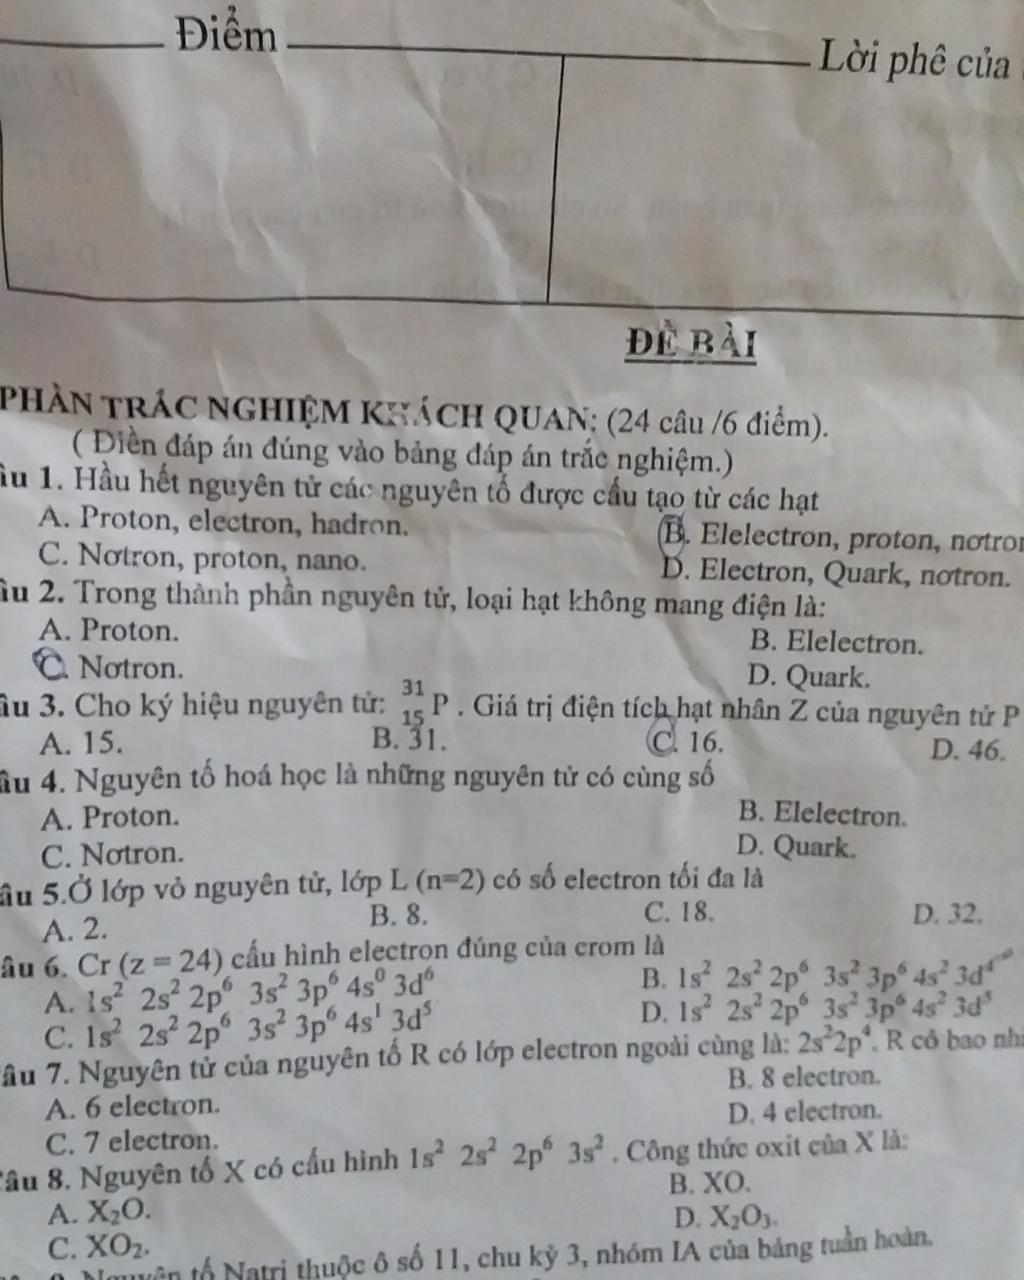 Điểm
Lời phê của
ĐỀ BÀI
PHẦN TRẮC NGHIỆM KHÁCH QUAN: (24 câu /6 điểm).
( Điền đáp án đúng vào bảng đáp án trắc nghiệm.)
âu 1. Hầu hết nguyên tử các nguyên tố được cấu tạo từ các hạt
A. Proton, electron, hadron.
B. Elelectron, proton, nơtron
C. Nơtron, proton, nano.
D. Electron, Quark, nơtron.
âu 2. Trong thành phần nguyên tử, loại hạt không mang điện là:
A. Proton.
B. Elelectron.
C. Nơtron.
D. Quark.
âu 3. Cho ký hiệu nguyên tử: ³¹₁₅P . Giá trị điện tích hạt nhân Z của nguyên tử P
A. 15. B. 31. C. 16. D. 46.
âu 4. Nguyên tố hoá học là những nguyên tử có cùng số
A. Proton.
B. Elelectron.
C. Nơtron.
D. Quark.
âu 5.Ở lớp vỏ nguyên tử, lớp L (n=2) có số electron tối đa là
A. 2. B. 8. C. 18. D. 32.
âu 6. Cr (z = 24) cấu hình electron đúng của crom là
A. 1s² 2s² 2p⁶ 3s² 3p⁶ 4s⁰ 3d⁶
B. 1s² 2s² 2p⁶ 3s² 3p⁶ 4s² 3d⁴
C. 1s² 2s² 2p⁶ 3s² 3p⁶ 4s¹ 3d⁵
D. 1s² 2s² 2p⁶ 3s² 3p⁶ 4s² 3d⁵
âu 7. Nguyên tử của nguyên tố R có lớp electron ngoài cùng là: 2s²2p⁴. R có bao
A. 6 electron.
B. 8 electron.
C. 7 electron.
D. 4 electron.
Câu 8. Nguyên tố X có cấu hình 1s² 2s² 2p⁶ 3s² . Công thức oxit của X là:
A. X₂O.
B. XO.
C. XO₂.
D. X₂O₃.
Nguyên tố Natri thuộc ô số 11, chu kỳ 3, nhóm IA của bảng tuần hoàn.